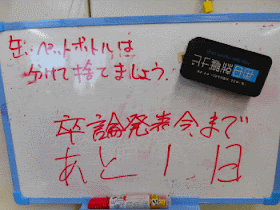 缶、ペットボトルは
分けて捨てましょう。
卒論発表会まで
あと1日